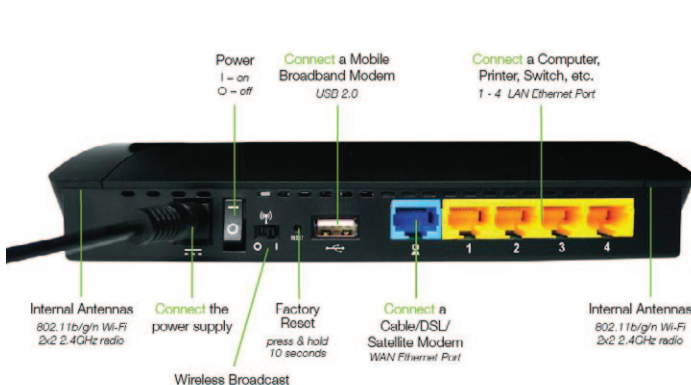 Power
I – on
O – off
Connect a Mobile
Broadband Modem
USB 2.0
Connect a Computer,
Printer, Switch, etc.
1 - 4 LAN Ethernet Port
O I
RESET
1 2 3 4
Internal Antennas
802.11b/g/n Wi-Fi
2x2 2.4GHz radio
Connect the
power supply
Wireless Broadcast
Factory
Reset
press & hold
10 seconds
Connect a
Cable/DSL/
Satellite Modem
WAN Ethernet Port
Internal Antennas
802.11b/g/n Wi-Fi
2x2 2.4GHz radio